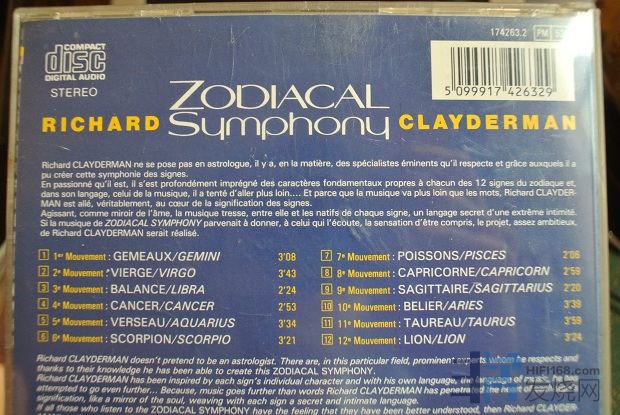 COMPACT
disc
DIGITAL AUDIO
STEREO
174263.2 PM
5 099917 426329
ZODIACAL
RICHARD Symphony CLAYDERMAN
Richard CLAYDERMAN ne se pose pas en astrologue, il y a, en la matière, des spécialistes éminents qu'il respecte et grâce auxquels il a
pu créer cette symphonie des signes.
En passionné qu'il est, il s'est profondément imprégné des caractères fondamentaux propres à chacun des 12 signes du zodiaque et,
dans son langage, celui de la musique, il a tenté d'aller plus loin.... Et parce que la musique va plus loin que les mots, Richard CLAYDER-
MAN est allé, véritablement, au cœur de la signification des signes.
Agissant, comme miroir de l'âme, la musique tresse, entre elle et les natifs de chaque signe, un langage secret d'une extrême intimité.
Si la musique de ZODIACAL SYMPHONY parvenait à donner, à celui qui l'écoute, la sensation d'être compris, le projet, assez ambitieux,
de Richard CLAYDERMAN serait réalisé.
1 1er Mouvement : GEMEAUX/GEMINI 3'08
2 2e Mouvement : VIERGE/VIRGO 3'43
3 3e Mouvement : BALANCE/LIBRA 2'24
4 4e Mouvement : CANCER/CANCER 2'53
5 5e Mouvement : VERSEAU/AQUARIUS 3'34
6 6e Mouvement : SCORPION/SCORPIO 3'21
7 7e Mouvement : POISSONS/PISCES 2'06
8 8e Mouvement : CAPRICORNE/CAPRICORN 2'59
9 9e Mouvement : SAGITTAIRE/SAGITTARIUS 2'20
10 10e Mouvement : BELIER/ARIES 3'39
11 11e Mouvement : TAUREAU/TAURUS 3'59
12 12e Mouvement : LION/LION 3'24
Richard CLAYDERMAN doesn't pretend to be an astrologist. There are, in this particular field, prominent experts whom he respects and
thanks to their knowledge he has been able to create this ZODIACAL SYMPHONY.
Richard CLAYDERMAN has been inspired by each sign's individual character and with his own language, the language of
attempted to go even further... Because, music goes further than words Richard CLAYDERMAN has penetrated the heart
signification, like a mirror of the soul, weaving with each sign a secret and intimate language.
If all those who listen to the ZODIACAL SYMPHONY have the feeling that they have been better understood, then Richard
HIFI168.com
发烧网